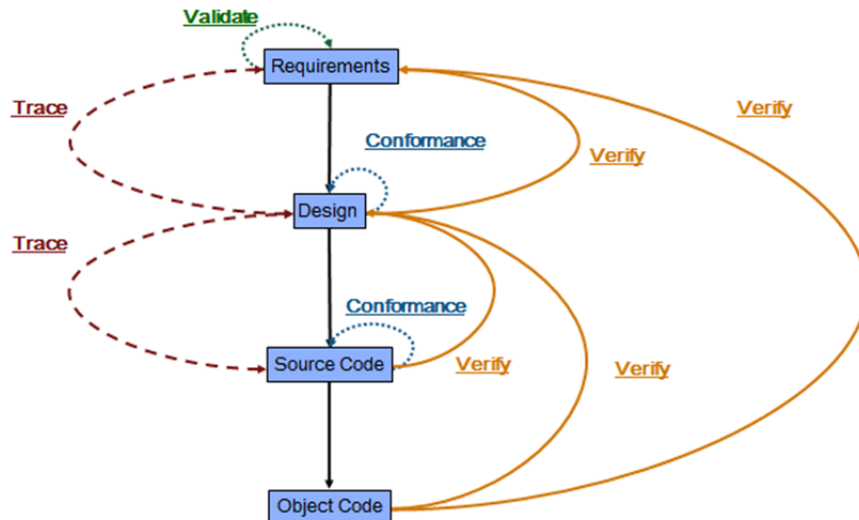 Validate
Requirements
Trace
Verify
Conformance
Verify
Design
Trace
Conformance
Source Code
Verify
Verify
Object Code